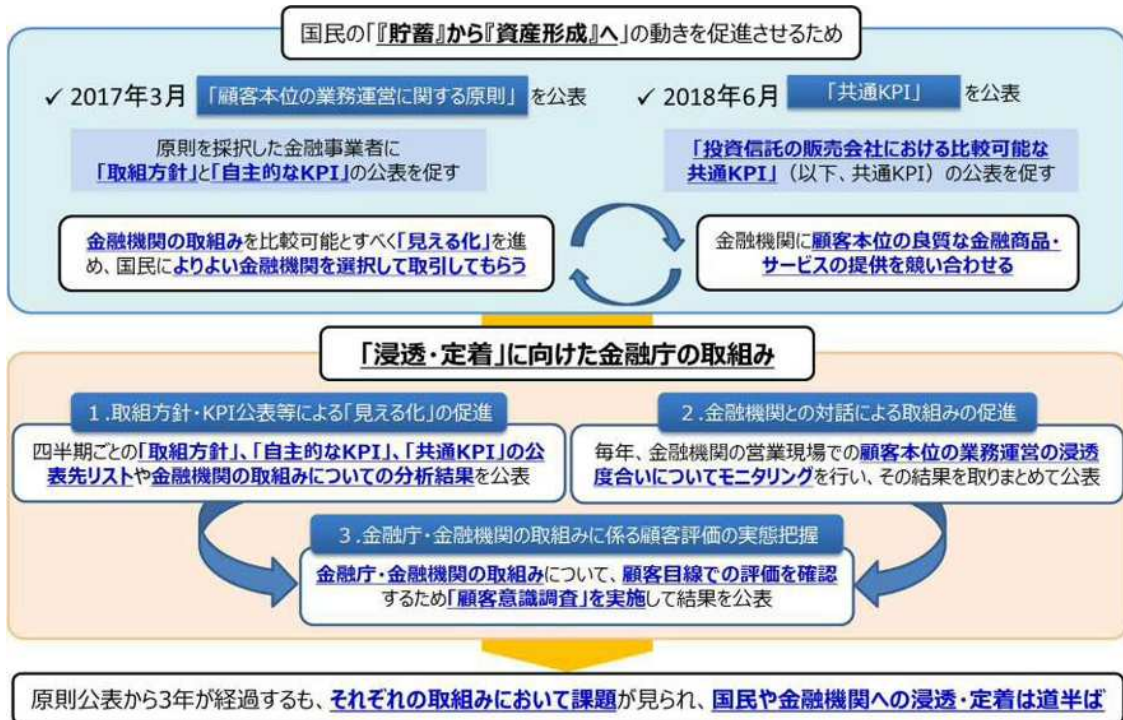 国民の「『貯蓄』から『資産形成』へ」の動きを促進させるため
✓ 2017年3月 「顧客本位の業務運営に関する原則」 を公表
原則を採択した金融事業者に
「取組方針」と「自主的なKPI」の公表を促す
✓ 2018年6月 「共通KPI」 を公表
「投資信託の販売会社における比較可能な
共通KPI」（以下、共通KPI）の公表を促す
金融機関の取組みを比較可能とすべく「見える化」を進
め、国民によりよい金融機関を選択して取引してもらう
金融機関に顧客本位の良質な金融商品・
サービスの提供を競い合わせる
「浸透・定着」に向けた金融庁の取組み
１.取組方針・KPI公表等による「見える化」の促進
四半期ごとの「取組方針」、「自主的なKPI」、「共通KPI」の公
表先リストや金融機関の取組みについての分析結果を公表
２.金融機関との対話による取組みの促進
毎年、金融機関の営業現場での顧客本位の業務運営の浸透
度合いについてモニタリングを行い、その結果を取りまとめて公表
３.金融庁・金融機関の取組みに係る顧客評価の実態把握
金融庁・金融機関の取組みについて、顧客目線での評価を確認
するため「顧客意識調査」を実施して結果を公表
原則公表から3年が経過するも、それぞれの取組みにおいて課題が見られ、国民や金融機関への浸透・定着は道半ば